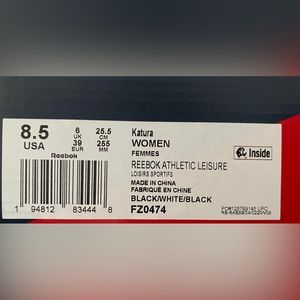 8.5
USA
6
UK
39
EUR
25.5
CM
255
MM
Reebok
1 94812 83444 8
Katura
WOMEN
FEMMES
REEBOK ATHLETIC LEISURE
LOISIRS SPORTIFS
MADE IN CHINA
FABRIQUÉ EN CHINE
BLACK/WHITE/BLACK
FZ0474
Inside